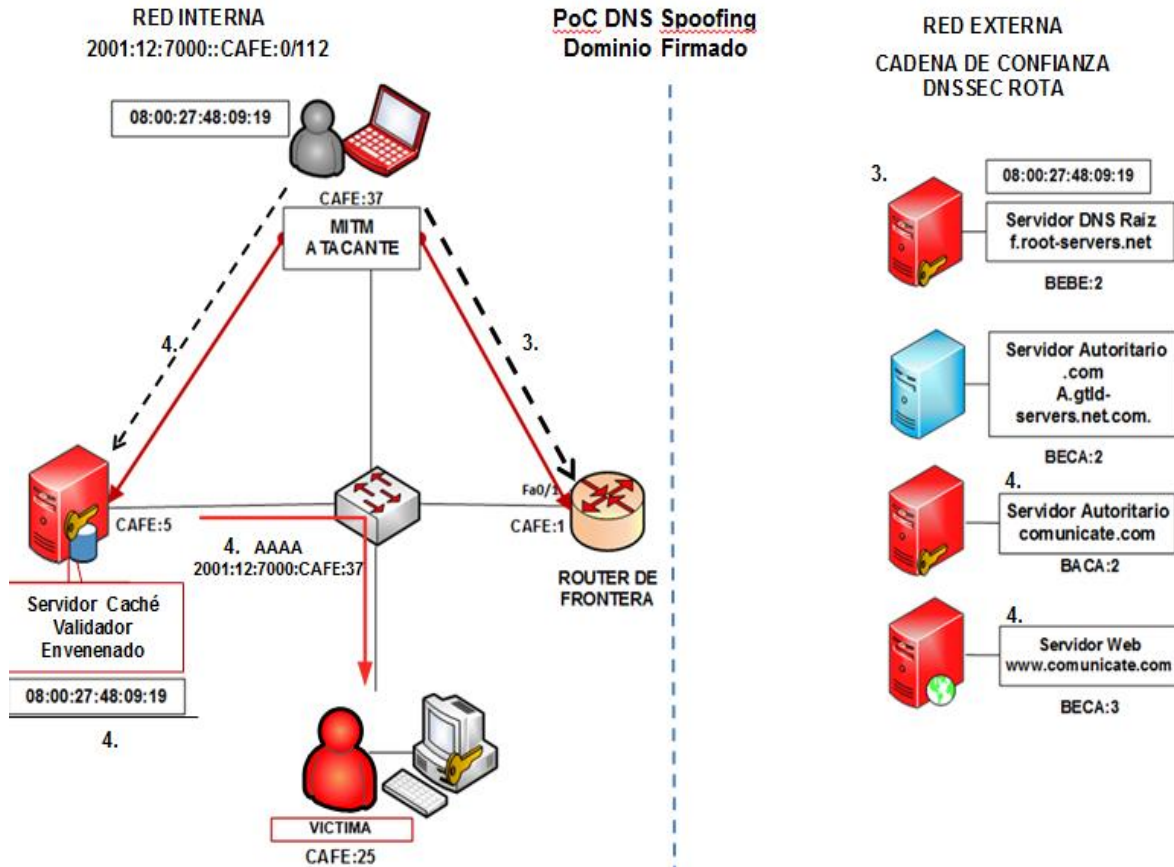 RED INTERNA
2001:12:7000::CAFE:0/112
PoC DNS Spoofing
Dominio Firmado
RED EXTERNA
CADENA DE CONFIANZA
DNSSEC ROTA
08:00:27:48:09:19
CAFE:37
MITM
ATACANTE
4.
3.
CAFE:5
Servidor Caché
Validador
Envenenado
08:00:27:48:09:19
4.
4. AAAA
2001:12:7000:CAFE:37
Fa0/1
CAFE:1
ROUTER DE
FRONTERA
VICTIMA
CAFE:25
3.
08:00:27:48:09:19
Servidor DNS Raíz
f.root-servers.net
BEBE:2
Servidor Autoritario
.com
A.gtld-
servers.net.com.
BECA:2
4.
Servidor Autoritario
comunicate.com
BACA:2
4.
Servidor Web
www.comunicate.com
BECA:3